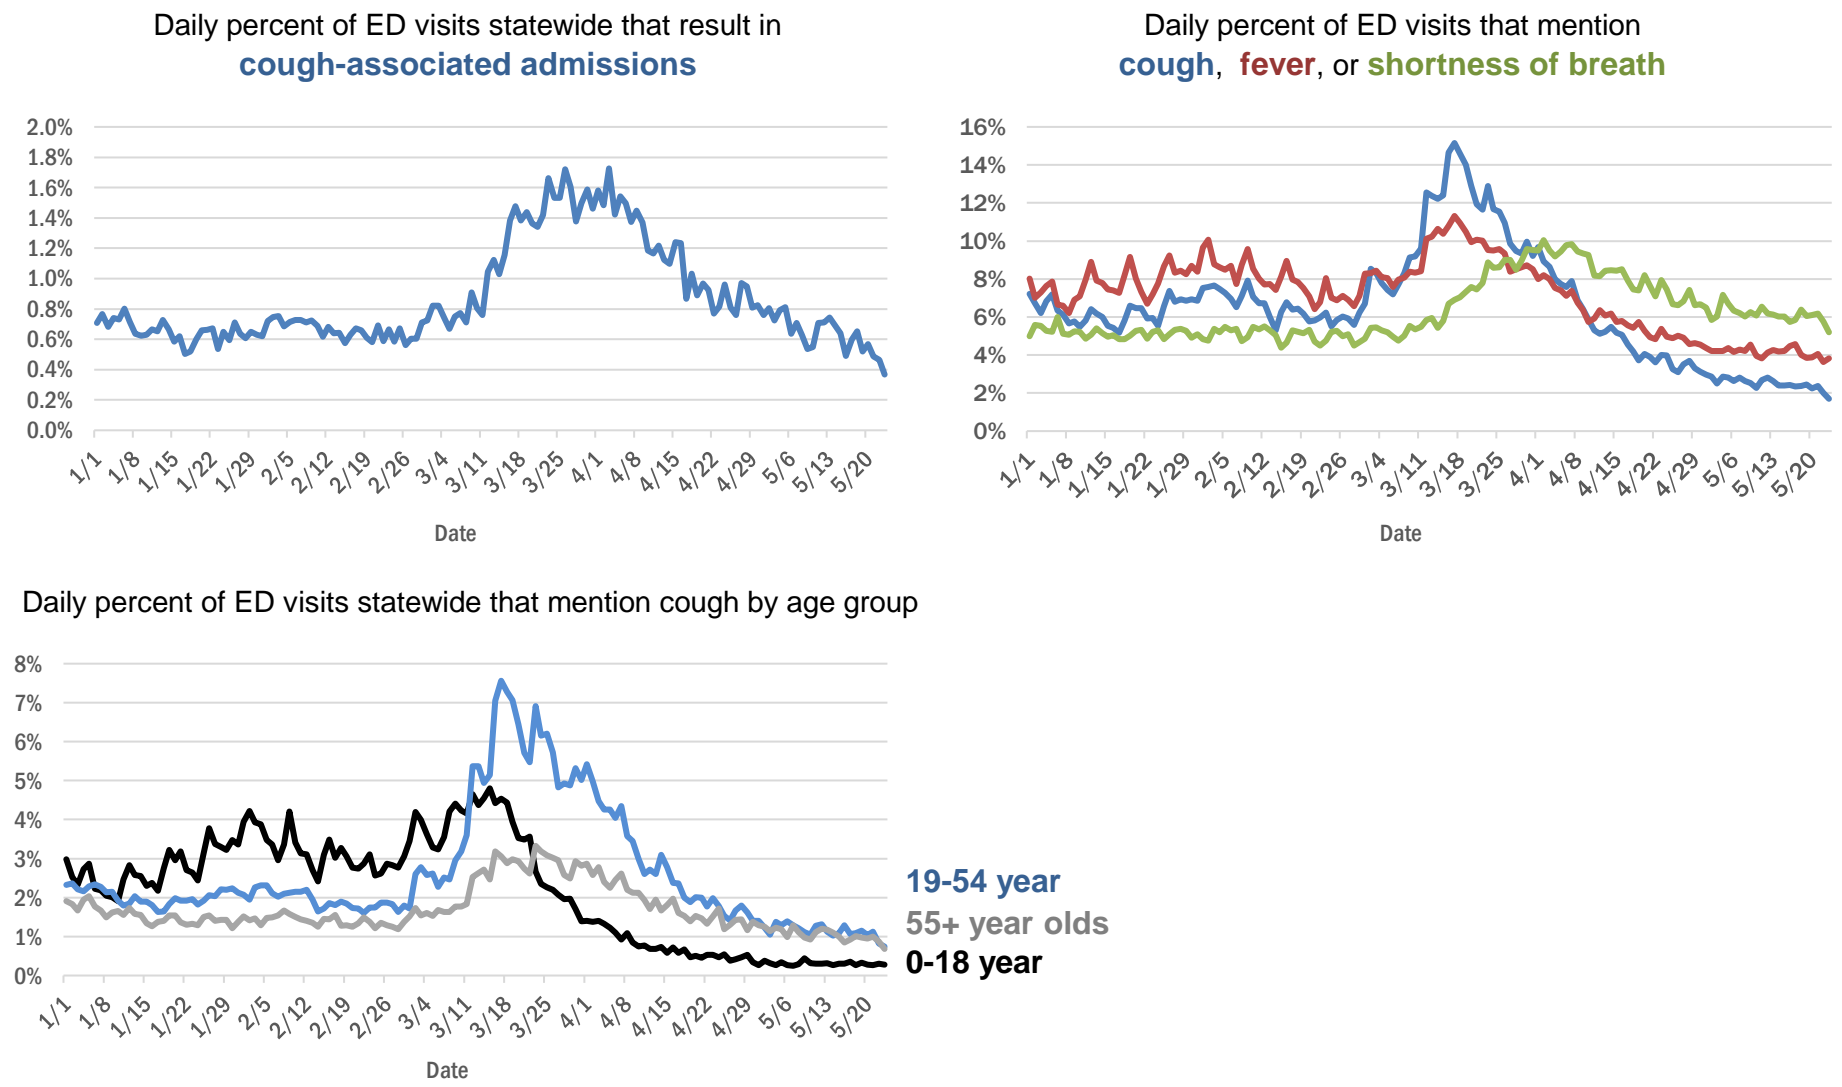 Daily percent of ED visits statewide that result in
cough-associated admissions
2.0%
1.8%
1.6%
1.4%
1.2%
1.0%
0.8%
0.6%
0.4%
0.2%
0.0%
1/1 1/8 1/15 1/22 1/29 2/5 2/12 2/19 2/26 3/4 3/11 3/18 3/25 4/1 4/8 4/15 4/22 4/29 5/6 5/13 5/20
Date
Daily percent of ED visits that mention
cough, fever, or shortness of breath
16%
14%
12%
10%
8%
6%
4%
2%
0%
1/1 1/8 1/15 1/22 1/29 2/5 2/12 2/19 2/26 3/4 3/11 3/18 3/25 4/1 4/8 4/15 4/22 4/29 5/6 5/13 5/20
Date
Daily percent of ED visits statewide that mention cough by age group
8%
7%
6%
5%
4%
3%
2%
1%
0%
1/1 1/8 1/15 1/22 1/29 2/5 2/12 2/19 2/26 3/4 3/11 3/18 3/25 4/1 4/8 4/15 4/22 4/29 5/6 5/13 5/20
Date
19-54 year
55+ year olds
0-18 year